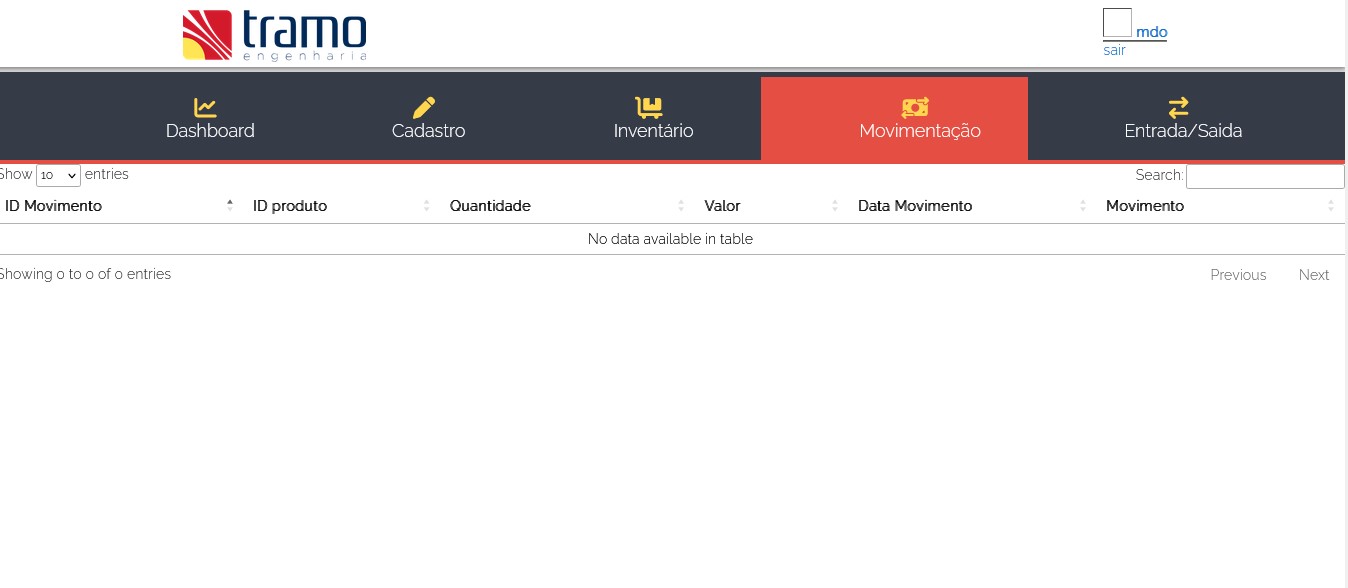 tramo
engenharia
mdo
sair
Dashboard
Cadastro
Inventário
Movimentação
Entrada/Saida
Show 10 entries
Search:
ID Movimento
ID produto
Quantidade
Valor
Data Movimento
Movimento
No data available in table
Showing 0 to 0 of 0 entries
Previous
Next